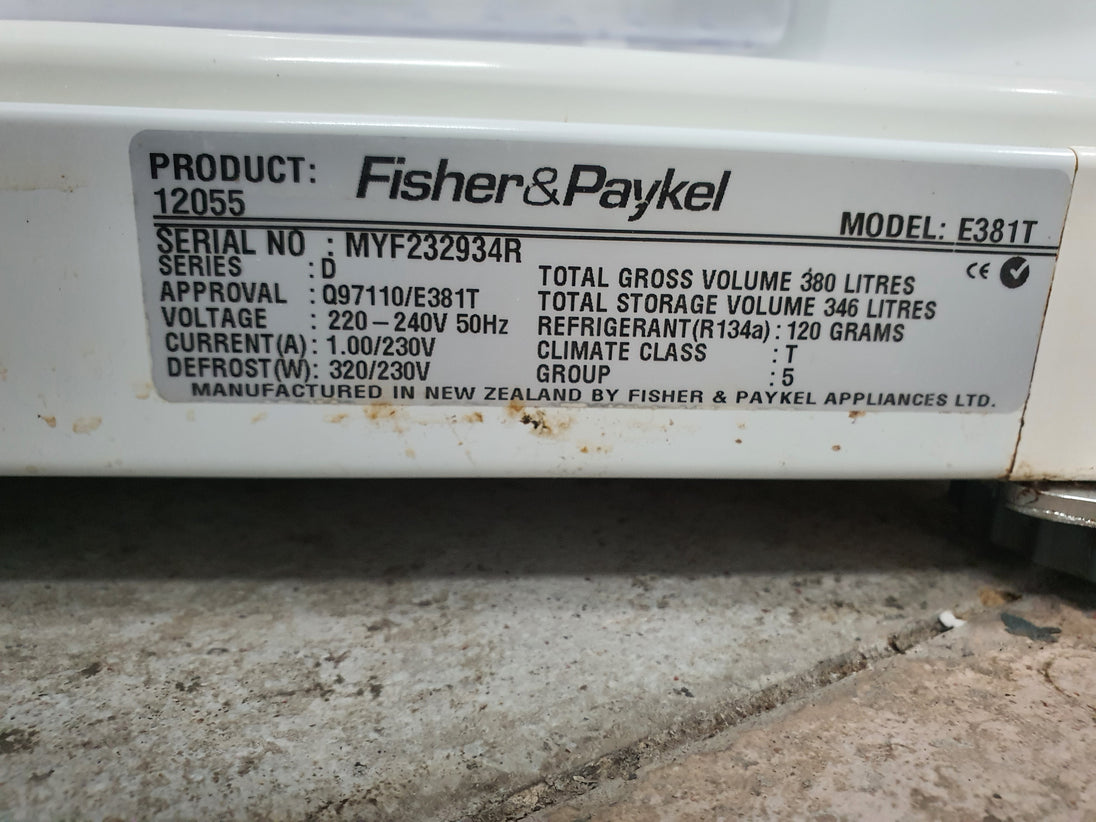 PRODUCT: Fisher&Paykel
12055 MODEL: E381T
SERIAL NO : MYF232934R
SERIES : D
APPROVAL : Q97110/E381T
VOLTAGE : 220-240V 50Hz
CURRENT(A): 1.00/230V
DEFROST(W): 320/230V
CE
TOTAL GROSS VOLUME 380 LITRES
TOTAL STORAGE VOLUME 346 LITRES
REFRIGERANT(R134a): 120 GRAMS
CLIMATE CLASS : T
GROUP : 5
MANUFACTURED IN NEW ZEALAND BY FISHER & PAYKEL APPLIANCES LTD.